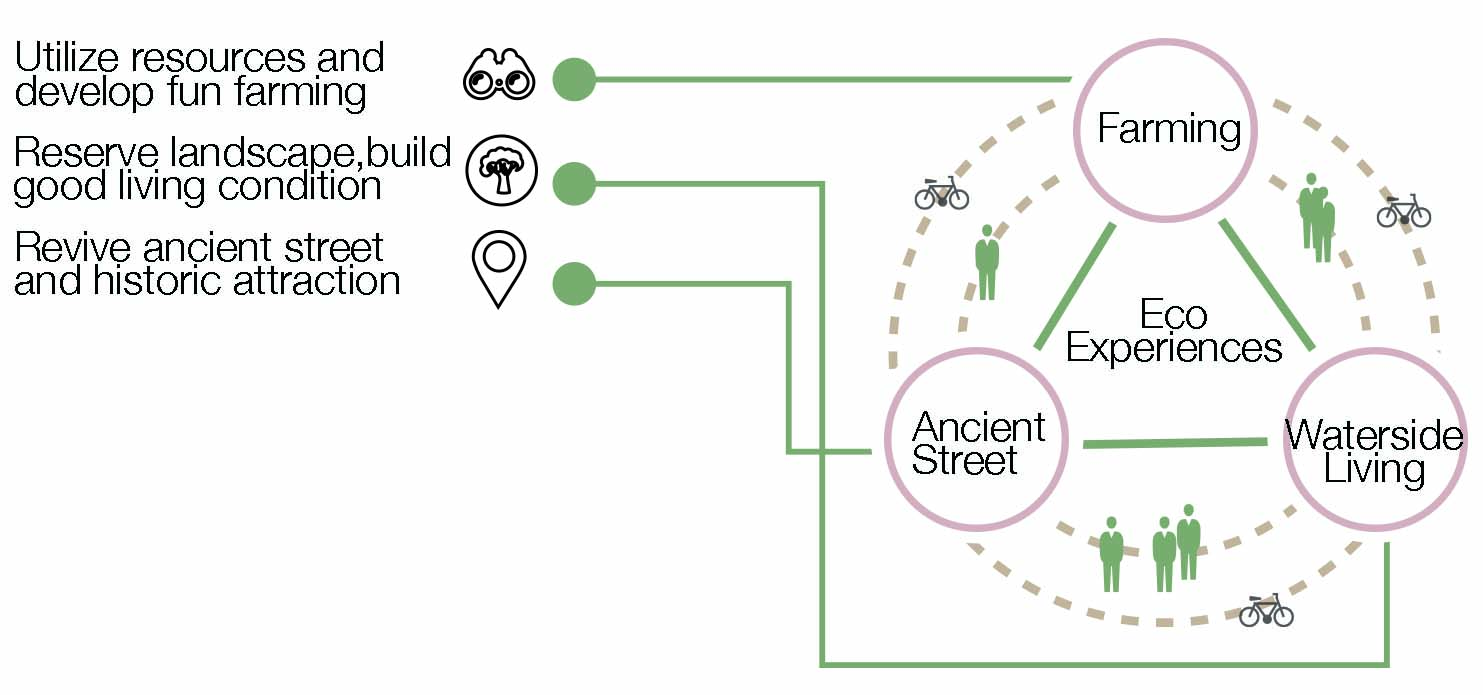 Utilize resources and
develop fun farming
Reserve landscape,build
good living condition
Revive ancient street
and historic attraction
Farming
Eco
Experiences
Ancient
Street
Waterside
Living